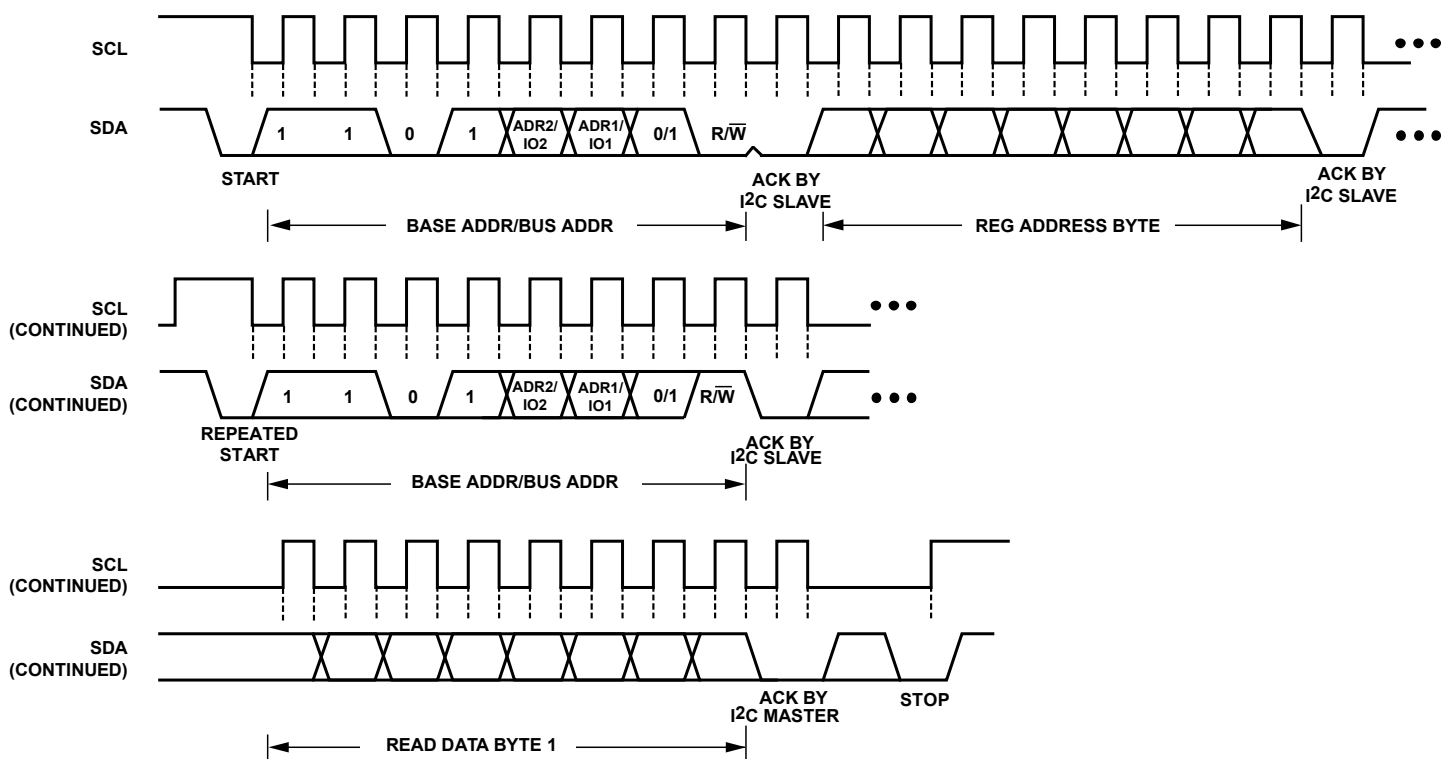 SCL
SDA
1 1 0 1 ADR2/ ADR1/ 0/1 R/W̅
IO2 IO1
START
ACK BY
I2C SLAVE
ACK BY
I2C SLAVE
BASE ADDR/BUS ADDR
REG ADDRESS BYTE
SCL
(CONTINUED)
SDA
(CONTINUED)
1 1 0 1 ADR2/ ADR1/ 0/1 R/W̅
IO2 IO1
REPEATED
START
ACK BY
I2C SLAVE
BASE ADDR/BUS ADDR
SCL
(CONTINUED)
SDA
(CONTINUED)
ACK BY
I2C MASTER
STOP
READ DATA BYTE 1